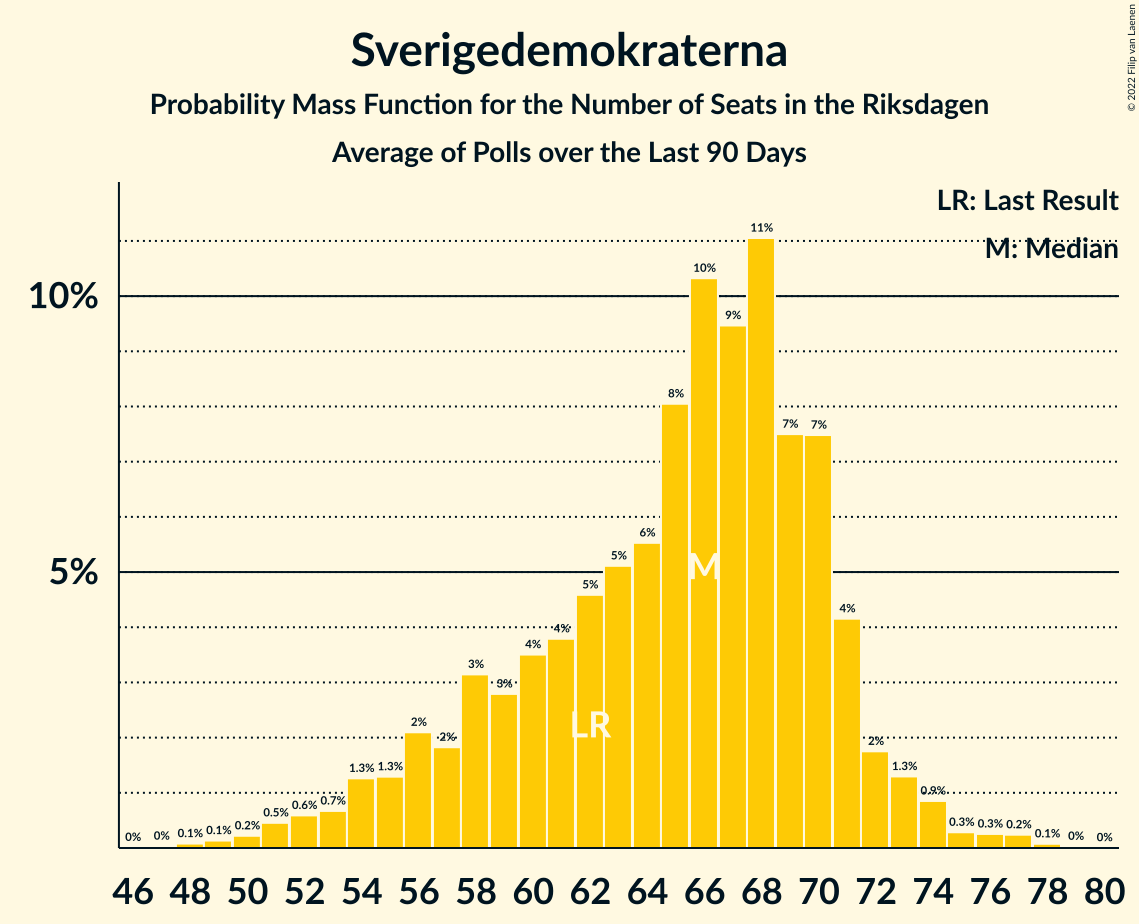 Sverigedemokraterna
Probability Mass Function for the Number of Seats in the Riksdagen
Average of Polls over the Last 90 Days
© 2022 Filip van Laenen
LR: Last Result
M: Median
10%
5%
0% 0% 0.1% 0.1% 0.2% 0.5% 0.6% 0.7% 1.3% 1.3% 2% 2% 3% 3% 4% 4% 5% 5% 6% 8% 10% 9% 11% 7% 7% 4% 2% 1.3% 0.9% 0.3% 0.3% 0.2% 0.1% 0% 0%
M
LR
46 48 50 52 54 56 58 60 62 64 66 68 70 72 74 76 78 80